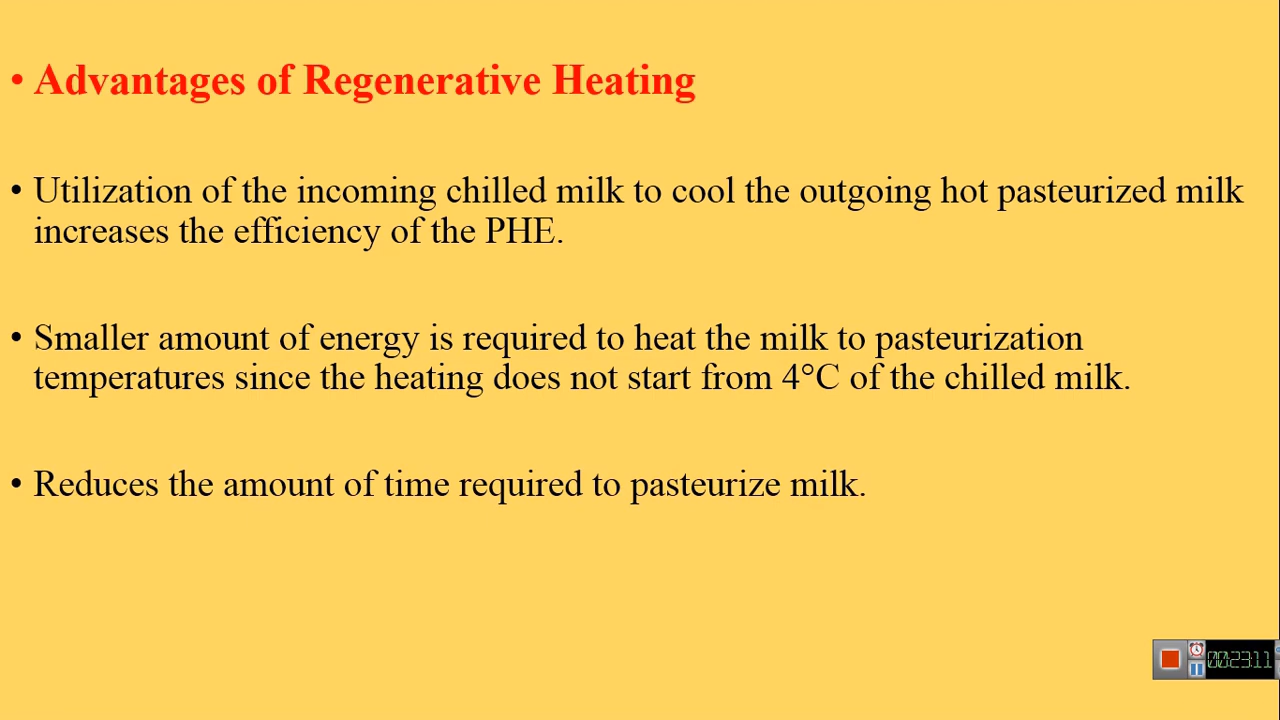 • Advantages of Regenerative Heating
• Utilization of the incoming chilled milk to cool the outgoing hot pasteurized milk
increases the efficiency of the PHE.
• Smaller amount of energy is required to heat the milk to pasteurization
temperatures since the heating does not start from 4°C of the chilled milk.
• Reduces the amount of time required to pasteurize milk.
00:23:11